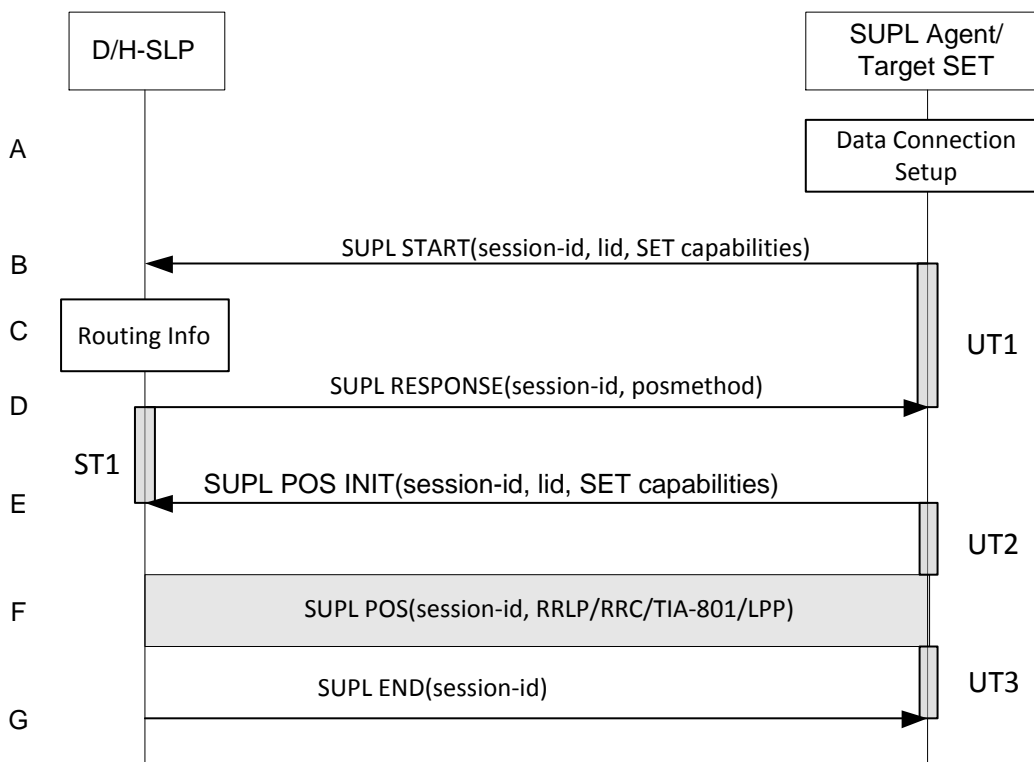 D/H-SLP
SUPL Agent/
Target SET
A
Data Connection
Setup
B
SUPL START(session-id, lid, SET capabilities)
C
Routing Info
UT1
D
SUPL RESPONSE(session-id, posmethod)
ST1
E
SUPL POS INIT(session-id, lid, SET capabilities)
UT2
F
SUPL POS(session-id, RRLP/RRC/TIA-801/LPP)
SUPL END(session-id)
UT3
G